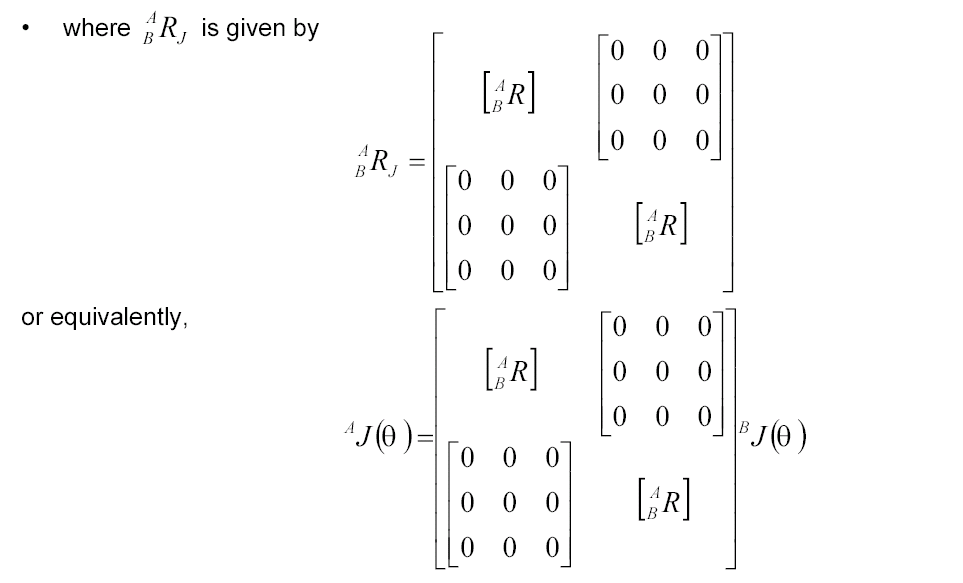 • where ᴬ_B R_J is given by
ᴬ_B R_J = [ [ᴬ_B R] [0 0 0
0 0 0
0 0 0]
[0 0 0
0 0 0
0 0 0] [ᴬ_B R] ]
or equivalently,
ᴬJ(θ) = [ [ᴬ_B R] [0 0 0
0 0 0
0 0 0]
[0 0 0
0 0 0
0 0 0] [ᴬ_B R] ] ᴮJ(θ)